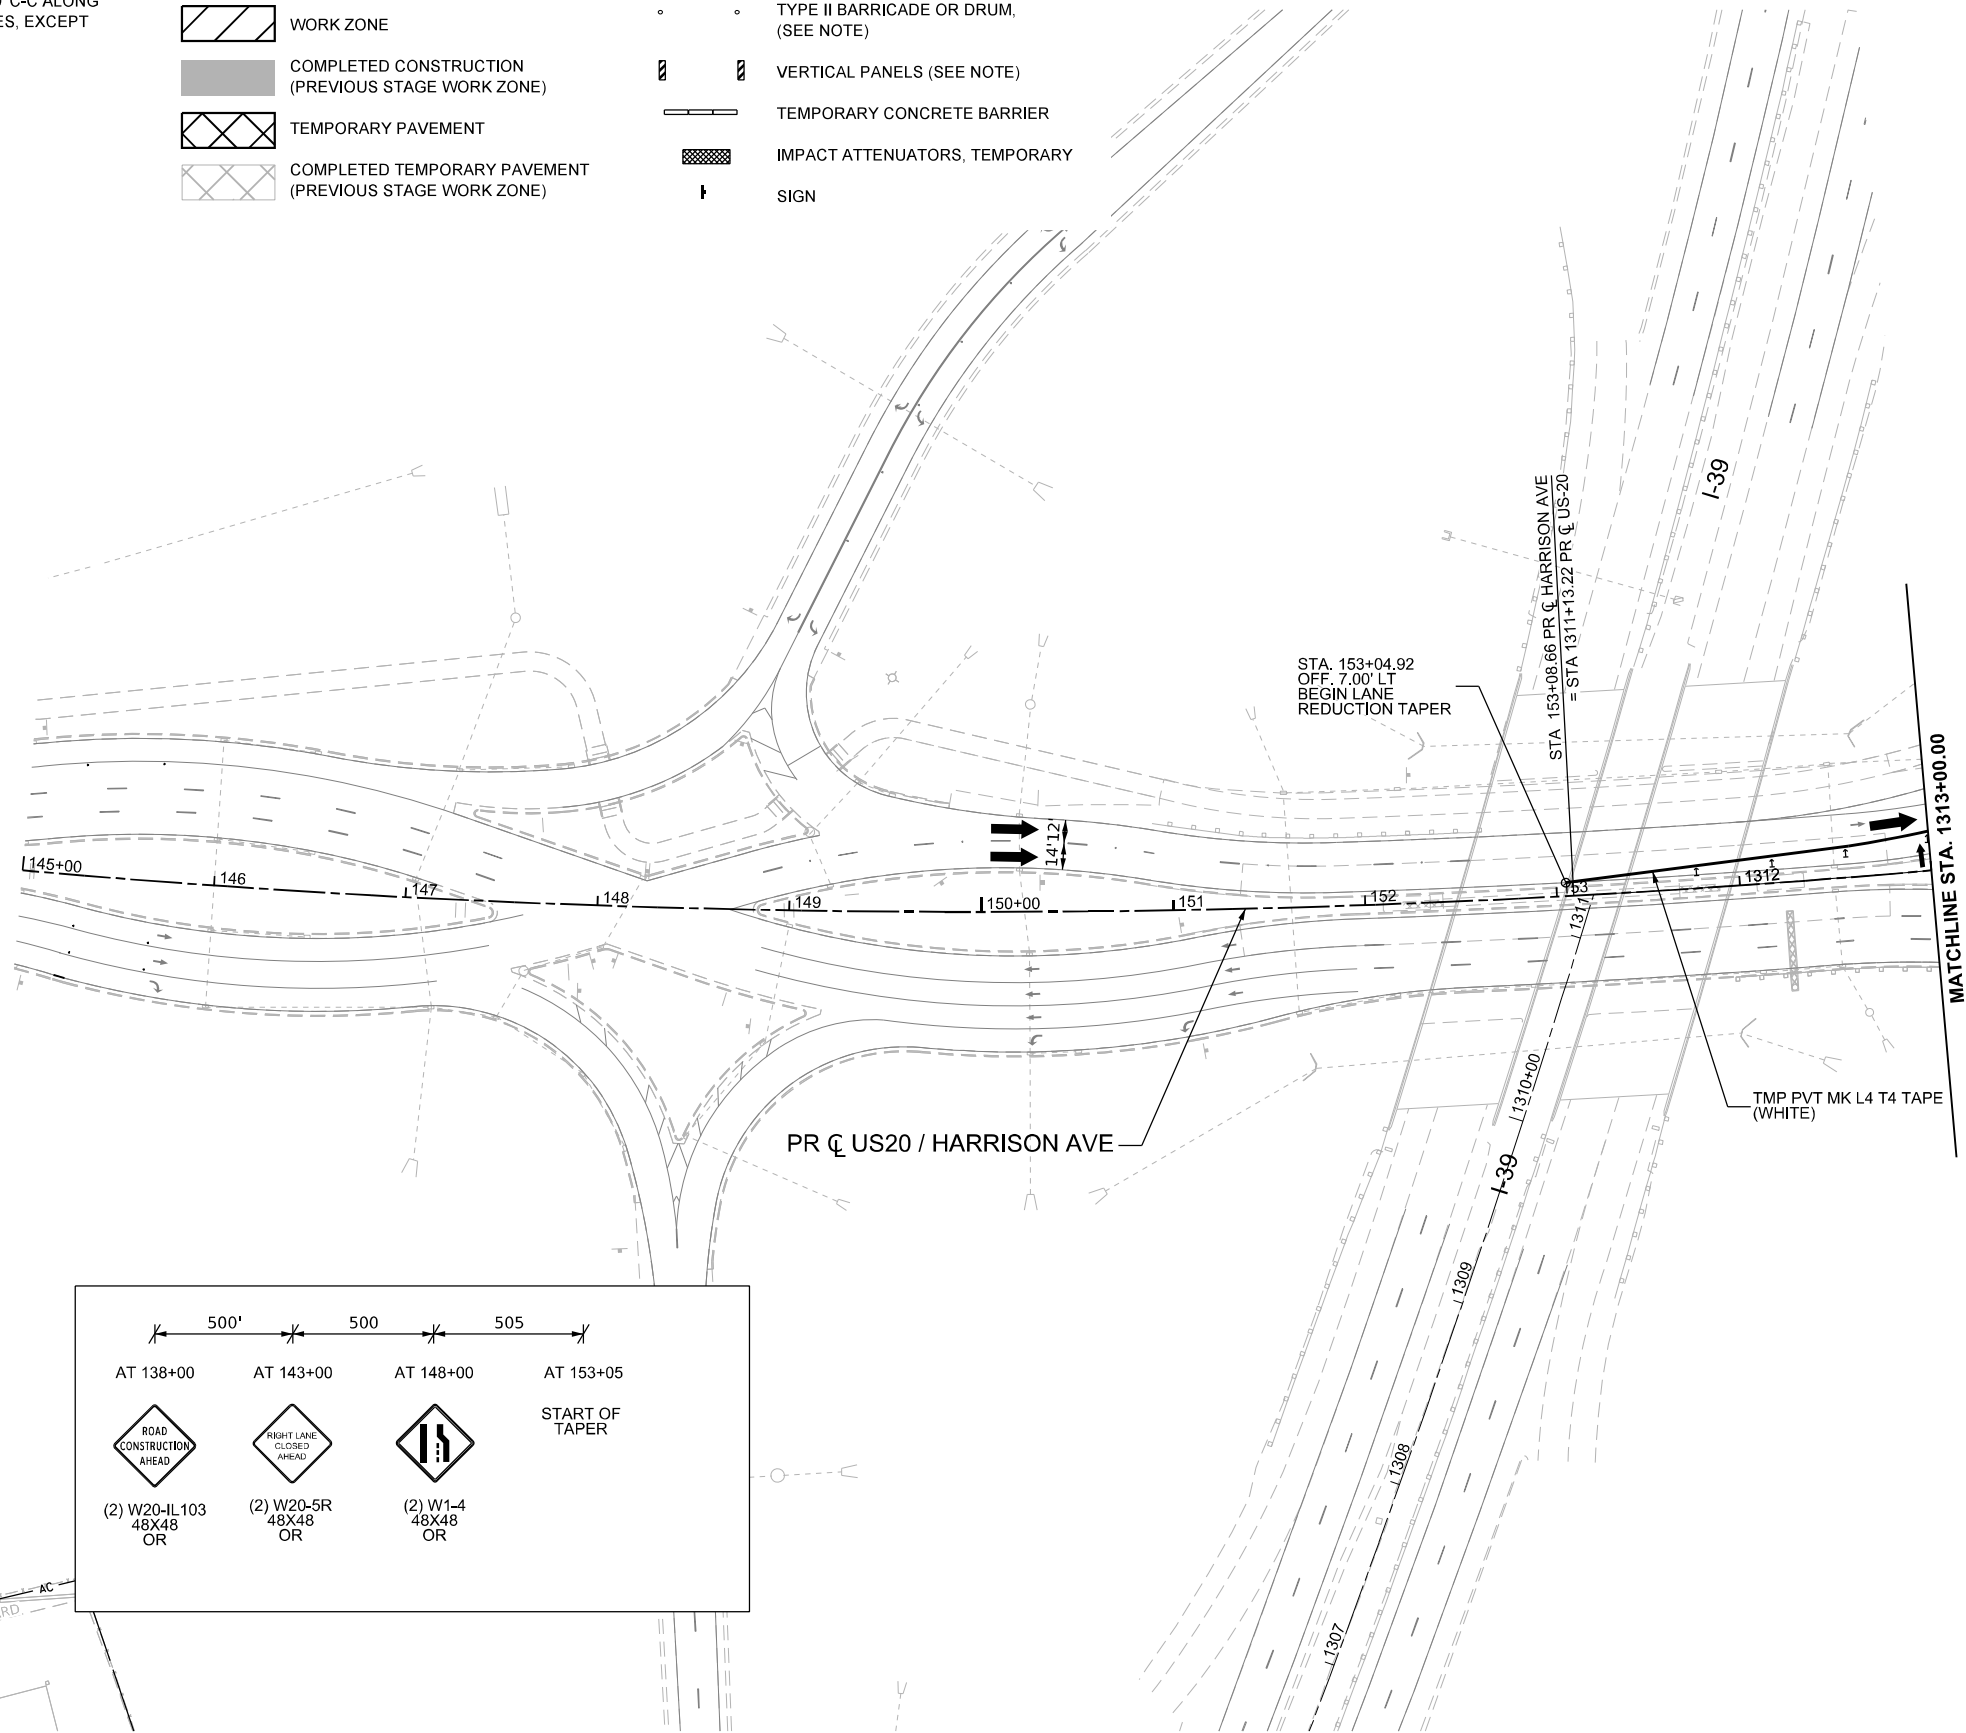 C-C ALONG
ES, EXCEPT
WORK ZONE
COMPLETED CONSTRUCTION
(PREVIOUS STAGE WORK ZONE)
TEMPORARY PAVEMENT
COMPLETED TEMPORARY PAVEMENT
(PREVIOUS STAGE WORK ZONE)
TYPE II BARRICADE OR DRUM,
(SEE NOTE)
VERTICAL PANELS (SEE NOTE)
TEMPORARY CONCRETE BARRIER
IMPACT ATTENUATORS, TEMPORARY
SIGN
I-39
STA 153+08.66 PR ℄ HARRISON AVE
= STA 1311+13.22 PR ℄ US-20
STA. 153+04.92
OFF. 7.00' LT
BEGIN LANE
REDUCTION TAPER
MATCHLINE STA. 1313+00.00
14' 12'
145+00
146
147
148
149
150+00
151
152
153
1312
1311
1310+00
TMP PVT MK L4 T4 TAPE
(WHITE)
PR ℄ US20 / HARRISON AVE
I-39
1309
1308
1307
500' 500 505
AT 138+00 AT 143+00 AT 148+00 AT 153+05
START OF
TAPER
ROAD
CONSTRUCTION
AHEAD
RIGHT LANE
CLOSED
AHEAD
(2) W20-IL103
48X48
OR
(2) W20-5R
48X48
OR
(2) W1-4
48X48
OR
AC
RD.